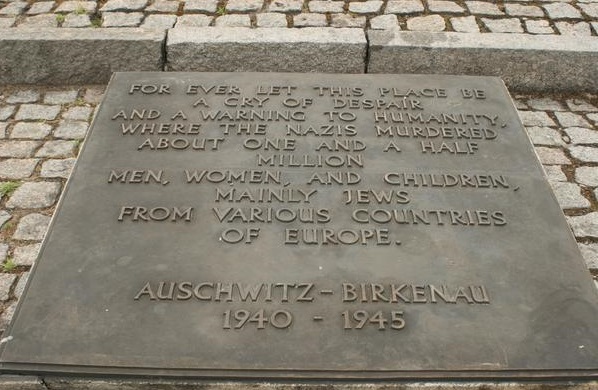 FOR EVER LET THIS PLACE BE
A CRY OF DESPAIR
AND A WARNING TO HUMANITY,
WHERE THE NAZIS MURDERED
ABOUT ONE AND A HALF
MILLION
MEN, WOMEN, AND CHILDREN,
MAINLY JEWS
FROM VARIOUS COUNTRIES
OF EUROPE.
AUSCHWITZ - BIRKENAU
1940 - 1945